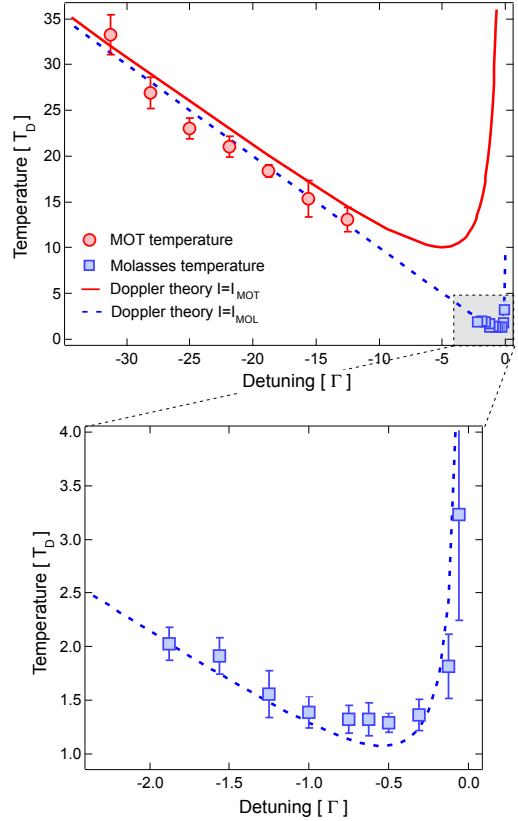 35
30
25
20
15
10
5
0
Temperature [ T_D ]
MOT temperature
Molasses temperature
Doppler theory I=I_MOT
Doppler theory I=I_MOL
-30 -25 -20 -15 -10 -5 0
Detuning [ Γ ]
4.0
3.5
3.0
2.5
2.0
1.5
1.0
Temperature [ T_D ]
-2.0 -1.5 -1.0 -0.5 0.0
Detuning [ Γ ]